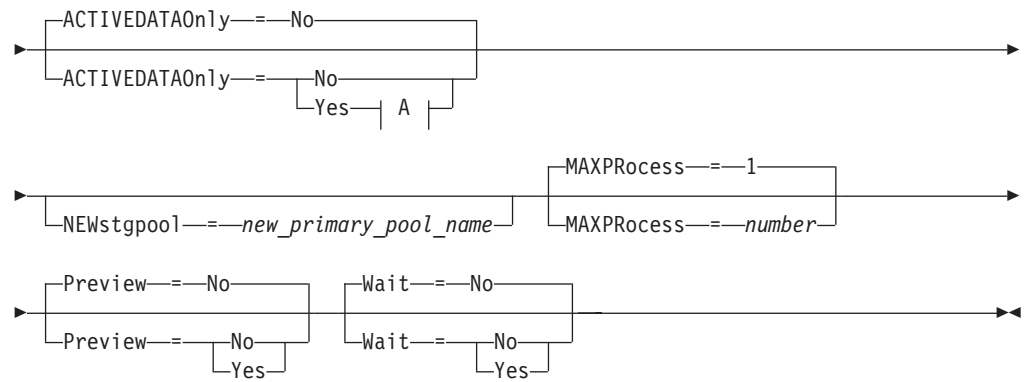 ACTIVEDATAOnly = No
ACTIVEDATAOnly = No
Yes A
NEWstgpool = new_primary_pool_name
MAXPRocess = 1
MAXPRocess = number
Preview = No
Preview = No
Yes
Wait = No
Wait = No
Yes